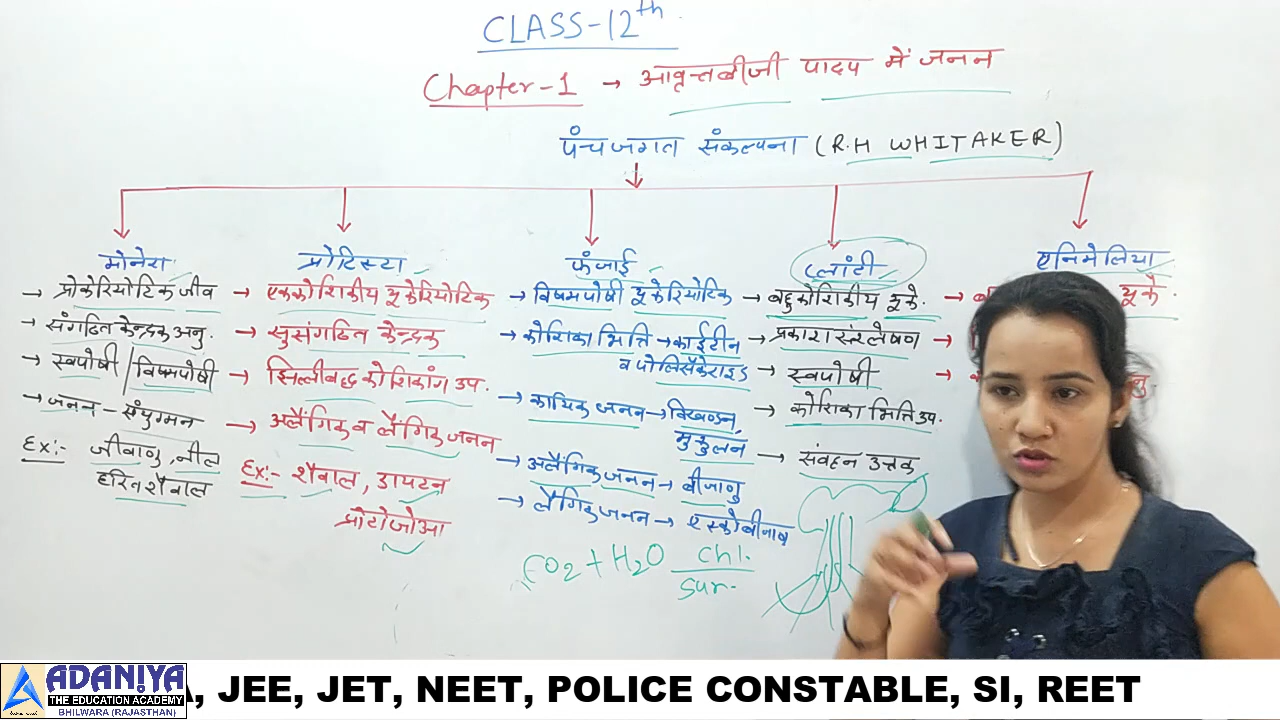 CLASS-12th
Chapter-1 → आवृत्तबीजी पादप में जनन
पंचजगत संकल्पना (R.H WHITAKER)
मोनेरा
→ प्रोकेरियोटिक जीव
→ संगठित केन्द्रक अनु.
→ स्वपोषी/विषमपोषी
→ जनन - संयुग्मन
Ex:- जीवाणु, नील
हरित शैवाल
प्रोटिस्टा
→ एककोशिकीय यूकेरियोटिक
→ सुसंगठित केन्द्रक
→ झिल्लीबद्ध कोशिकांग उप.
→ अलैंगिक व लैंगिक जनन
Ex:- शैवाल, डायटन
प्रोटोजोआ
फंजाई
→ विषमपोषी यूकेरियोटिक
→ कोशिका भित्ति → काईटीन
व पोलिसैकेराइड
→ कायिक जनन → विखण्डन,
मुकुलन
→ अलैंगिक जनन → बीजाणु
→ लैंगिक जनन → एस्कोबीजाणु
प्लांटी
→ बहुकोशिकीय यूके.
→ प्रकाश संश्लेषण
→ स्वपोषी
→ कोशिका भित्ति उप.
→ संवहन उत्तक
एनिमेलिया
→ यूके.
CO2 + H2O chl.
sur.
ADANIYA
THE EDUCATION ACADEMY
BHILWARA (RAJASTHAN)
A, JEE, JET, NEET, POLICE CONSTABLE, SI, REET